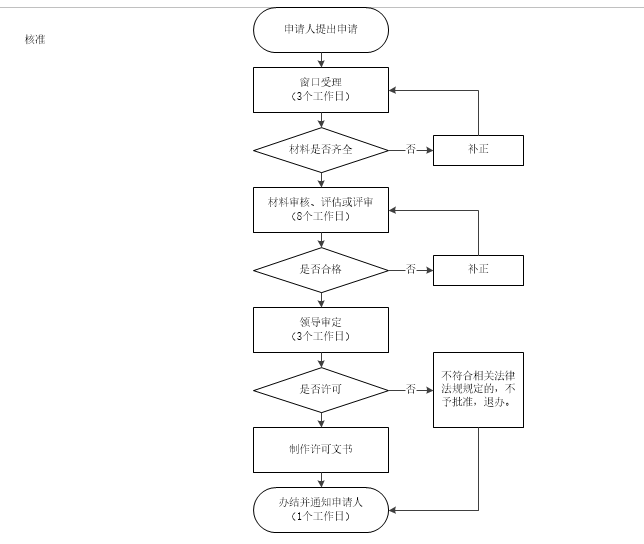 申请人提出申请
核准
窗口受理
（3个工作日）
材料是否齐全
否
补正
材料审核、评估或评审
（8个工作日）
是否合格
否
补正
领导审定
（3个工作日）
是否许可
否
不符合相关法律
法规规定的，不
予批准，退办。
制作许可文书
办结并通知申请人
（1个工作日）